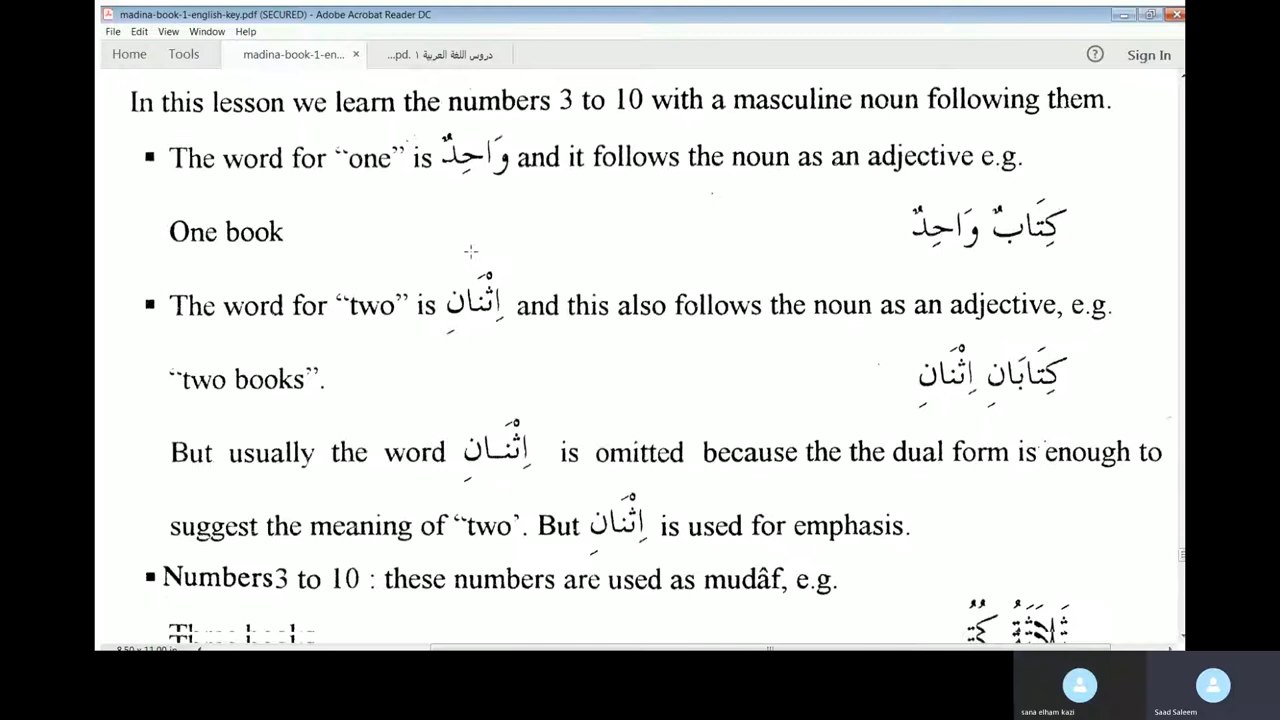 madina-book-1-english-key.pdf (SECURED) - Adobe Acrobat Reader DC
File Edit View Window Help
Home Tools madina-book-1-en... × دروس اللغة العربية ١ pd... ? Sign In
In this lesson we learn the numbers 3 to 10 with a masculine noun following them.
▪ The word for “one” is وَاحِدٌ and it follows the noun as an adjective e.g.
One book كِتَابٌ وَاحِدٌ
▪ The word for “two” is اِثْنَانِ and this also follows the noun as an adjective, e.g.
“two books”. كِتَابَانِ اِثْنَانِ
But usually the word اِثْنَـانِ is omitted because the the dual form is enough to
suggest the meaning of “two’. But اِثْنَانِ is used for emphasis.
▪ Numbers3 to 10 : these numbers are used as mudâf, e.g.
8.50 x 11.00 in
sana elham kazi Saad Saleem